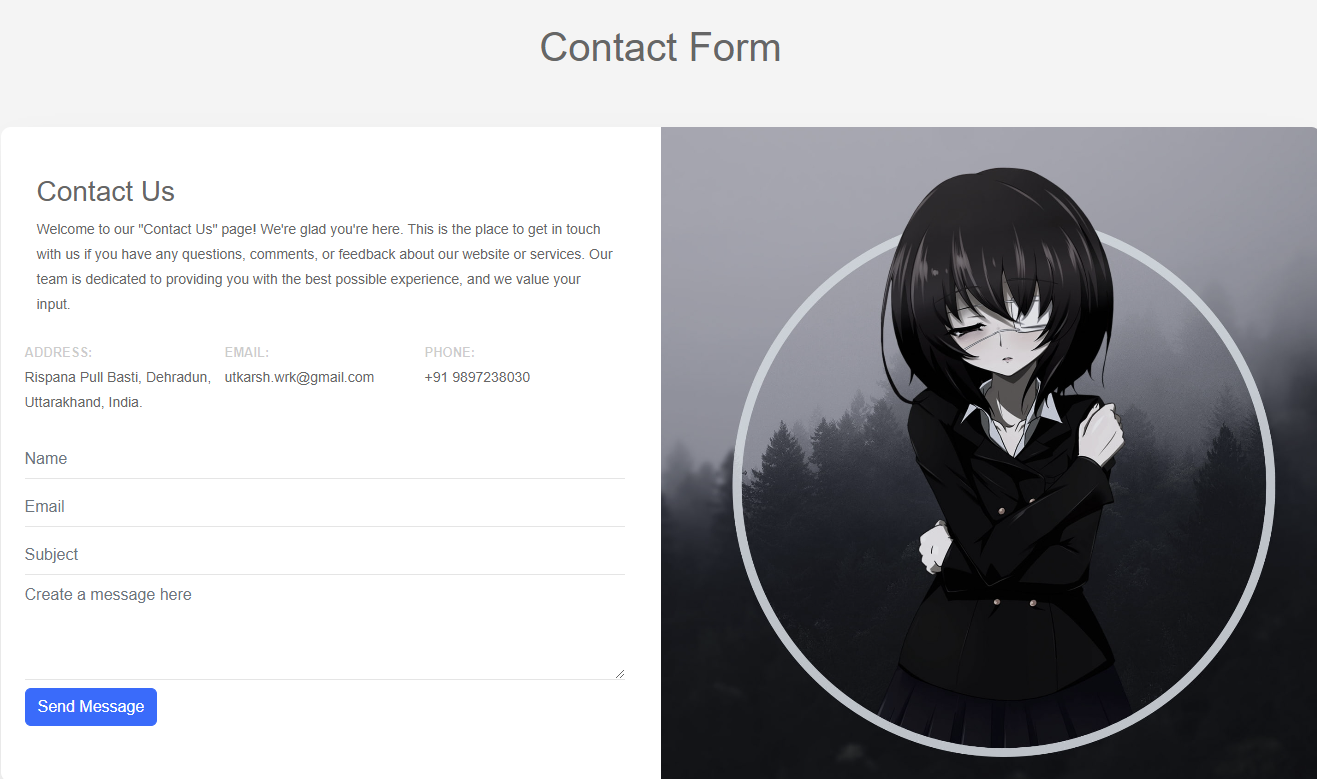 Contact Form
Contact Us
Welcome to our "Contact Us" page! We're glad you're here. This is the place to get in touch
with us if you have any questions, comments, or feedback about our website or services. Our
team is dedicated to providing you with the best possible experience, and we value your
input.
ADDRESS:
Rispana Pull Basti, Dehradun,
Uttarakhand, India.
EMAIL:
utkarsh.wrk@gmail.com
PHONE:
+91 9897238030
Name
Email
Subject
Create a message here
Send Message